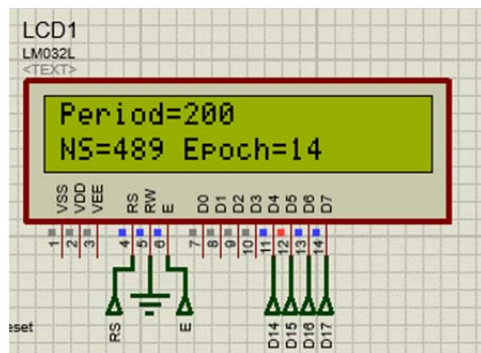 LCD1
LM032L
<TEXT>
Period=200
NS=489 Epoch=14
VSS VDD VEE RS RW E D0 D1 D2 D3 D4 D5 D6 D7
1 2 3 4 5 6 7 8 9 10 11 12 13 14
eset
RS E D14 D15 D16 D17